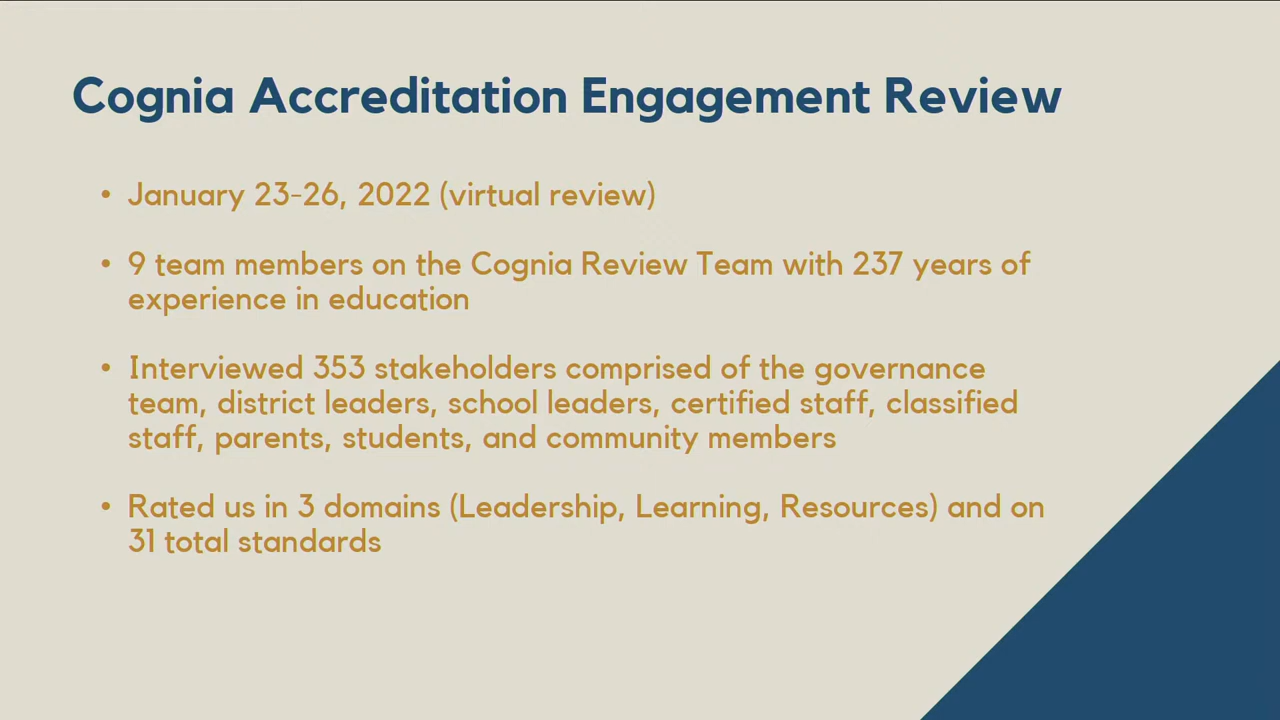 Cognia Accreditation Engagement Review
• January 23-26, 2022 (virtual review)
• 9 team members on the Cognia Review Team with 237 years of
experience in education
• Interviewed 353 stakeholders comprised of the governance
team, district leaders, school leaders, certified staff, classified
staff, parents, students, and community members
• Rated us in 3 domains (Leadership, Learning, Resources) and on
31 total standards